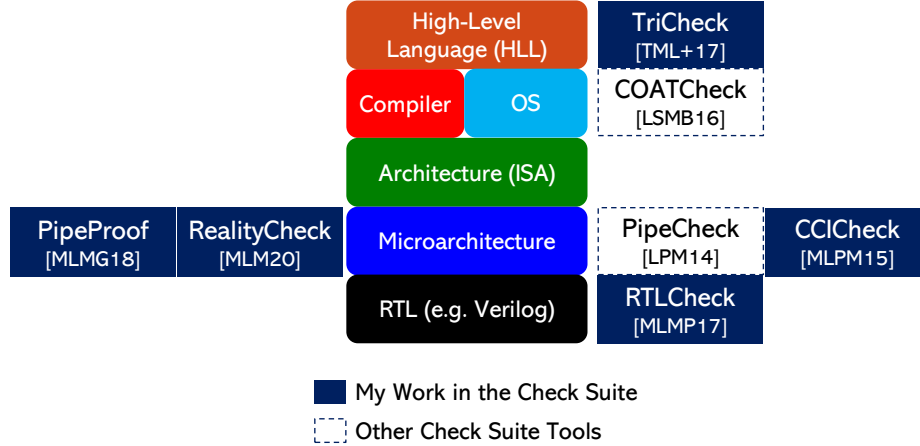 High-Level
Language (HLL)
TriCheck
[TML+17]
Compiler
OS
COATCheck
[LSMB16]
Architecture (ISA)
PipeProof
[MLMG18]
RealityCheck
[MLM20]
Microarchitecture
PipeCheck
[LPM14]
CCICheck
[MLPM15]
RTL (e.g. Verilog)
RTLCheck
[MLMP17]
My Work in the Check Suite
Other Check Suite Tools